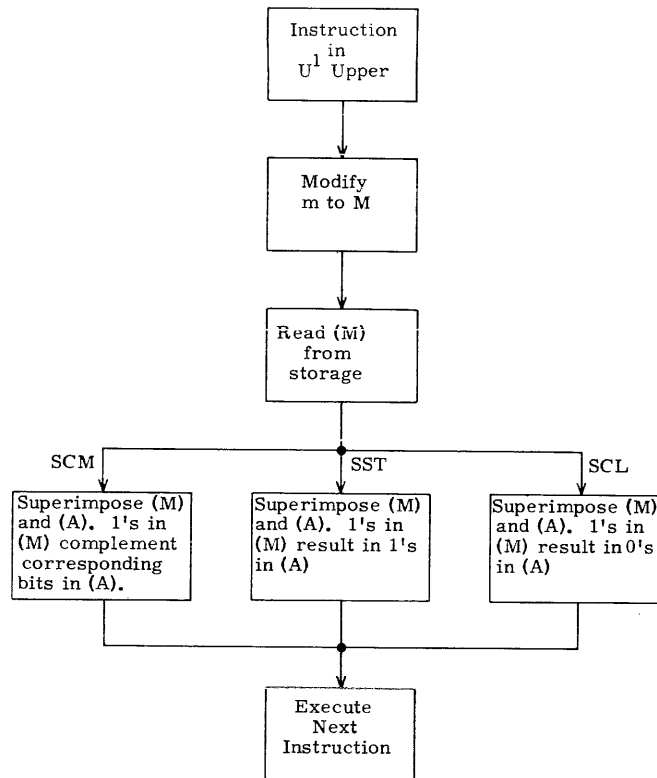 Instruction
in
U1 Upper
Modify
m to M
Read (M)
from
storage
SCM
SST
SCL
Superimpose (M)
and (A). 1's in
(M) complement
corresponding
bits in (A).
Superimpose (M)
and (A). 1's in
(M) result in 1's
in (A)
Superimpose (M)
and (A). 1's in
(M) result in 0's
in (A)
Execute
Next
Instruction